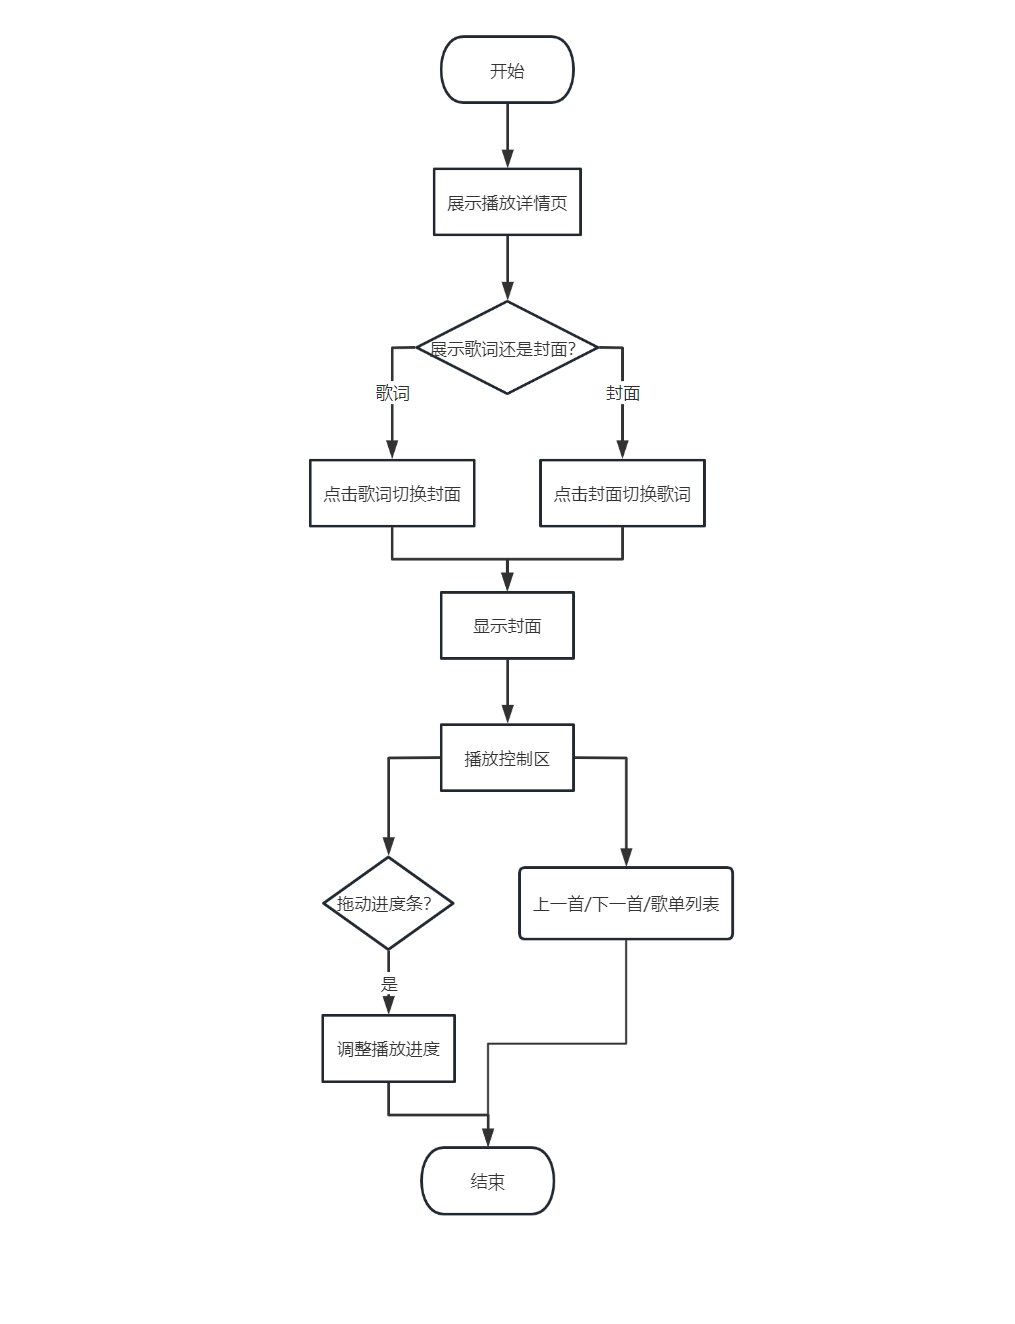 开始
展示播放详情页
展示歌词还是封面?
歌词
封面
点击歌词切换封面
点击封面切换歌词
显示封面
播放控制区
拖动进度条?
上一首/下一首/歌单列表
是
调整播放进度
结束